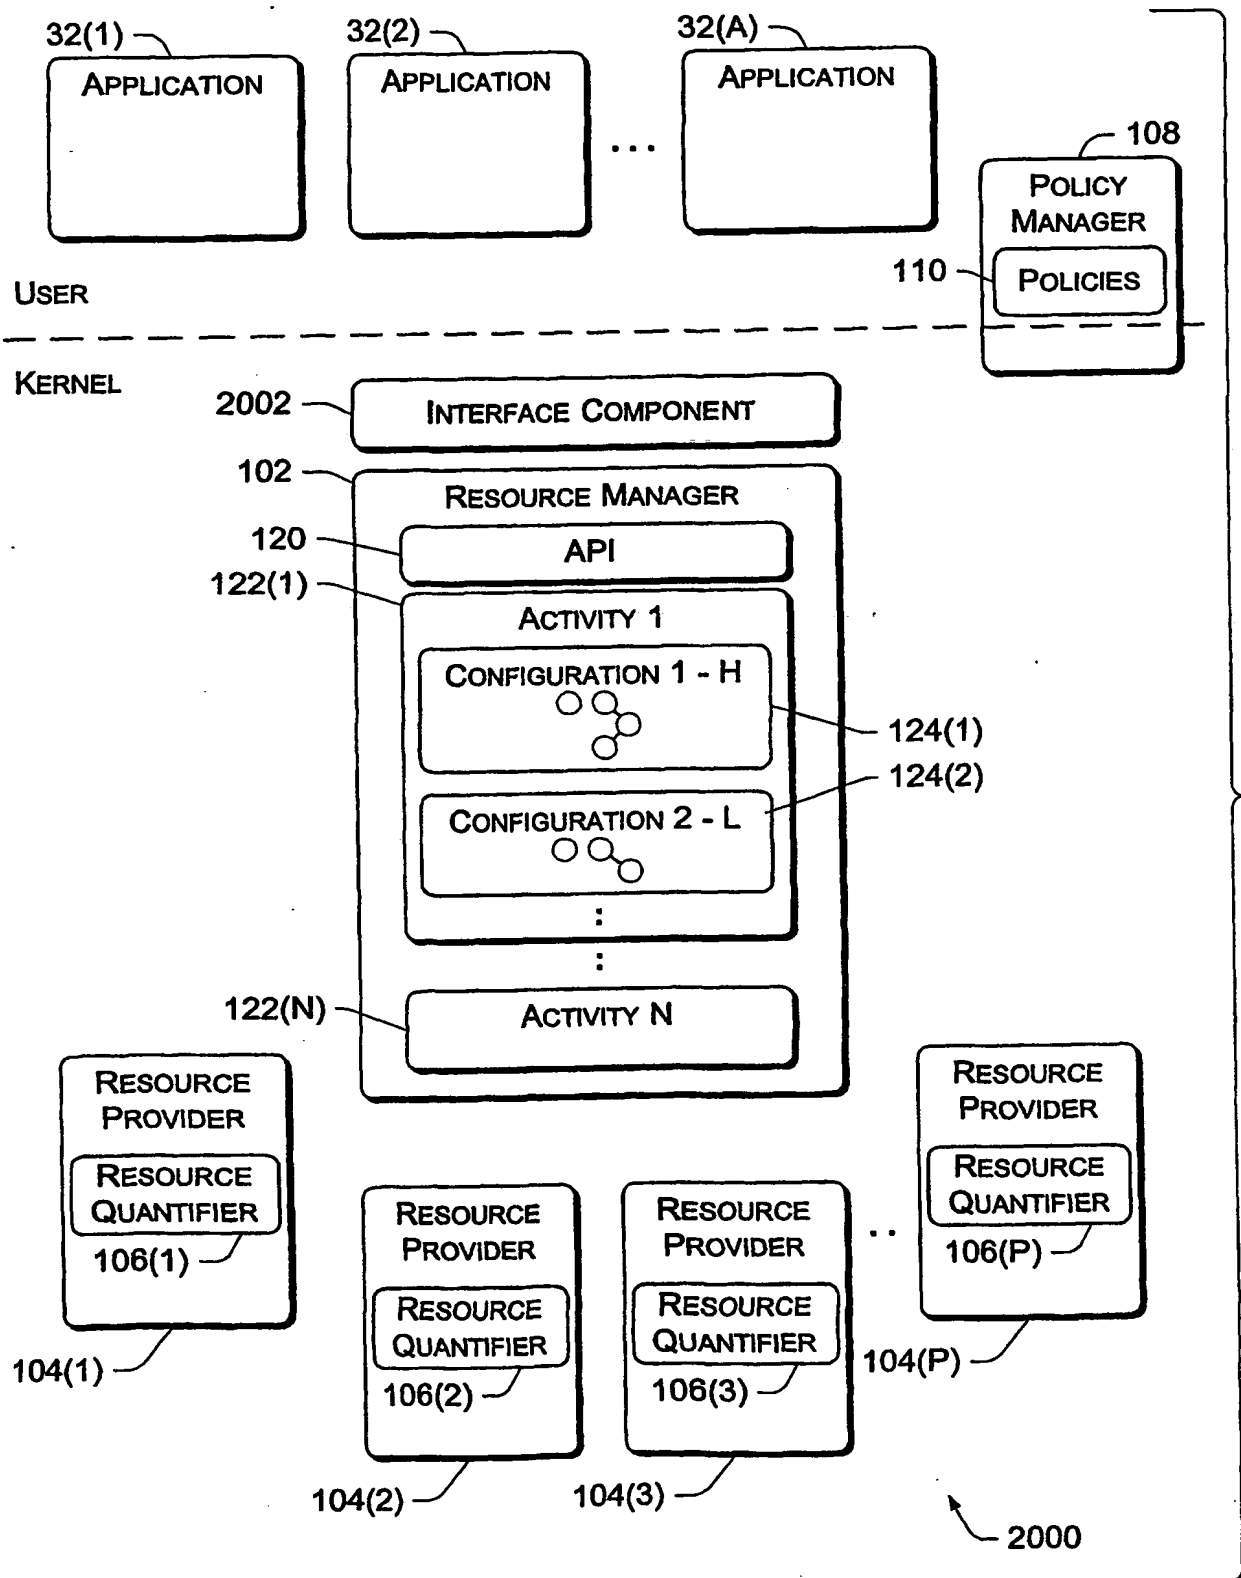 32(1)
32(2)
32(A)
APPLICATION
APPLICATION
APPLICATION
...
108
POLICY
MANAGER
110
POLICIES
USER
KERNEL
2002
INTERFACE COMPONENT
102
RESOURCE MANAGER
120
API
122(1)
ACTIVITY 1
CONFIGURATION 1 - H
124(1)
124(2)
CONFIGURATION 2 - L
122(N)
ACTIVITY N
RESOURCE
PROVIDER
RESOURCE
QUANTIFIER
106(1)
104(1)
RESOURCE
PROVIDER
RESOURCE
QUANTIFIER
106(2)
104(2)
RESOURCE
PROVIDER
RESOURCE
QUANTIFIER
106(3)
104(3)
..
RESOURCE
PROVIDER
RESOURCE
QUANTIFIER
106(P)
104(P)
2000